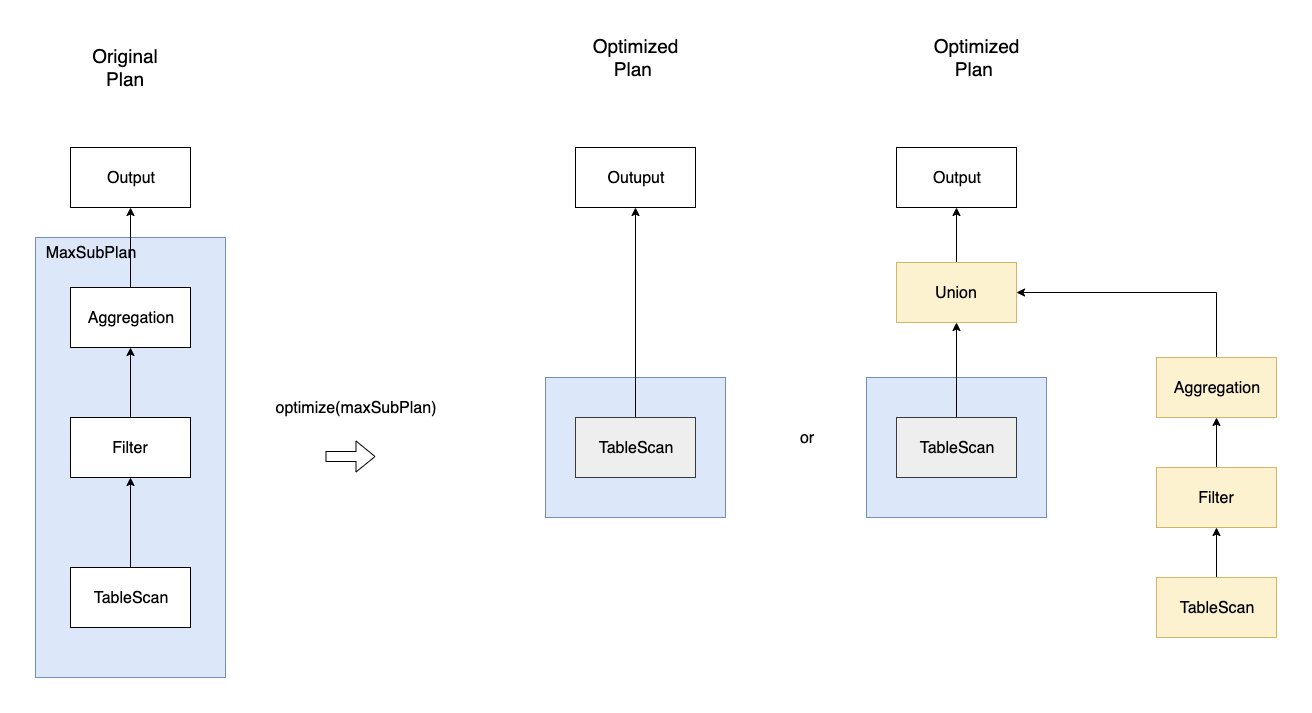 Original
Plan
Output
MaxSubPlan
Aggregation
Filter
TableScan
optimize(maxSubPlan)
Optimized
Plan
Outuput
TableScan
or
Optimized
Plan
Output
Union
TableScan
Aggregation
Filter
TableScan